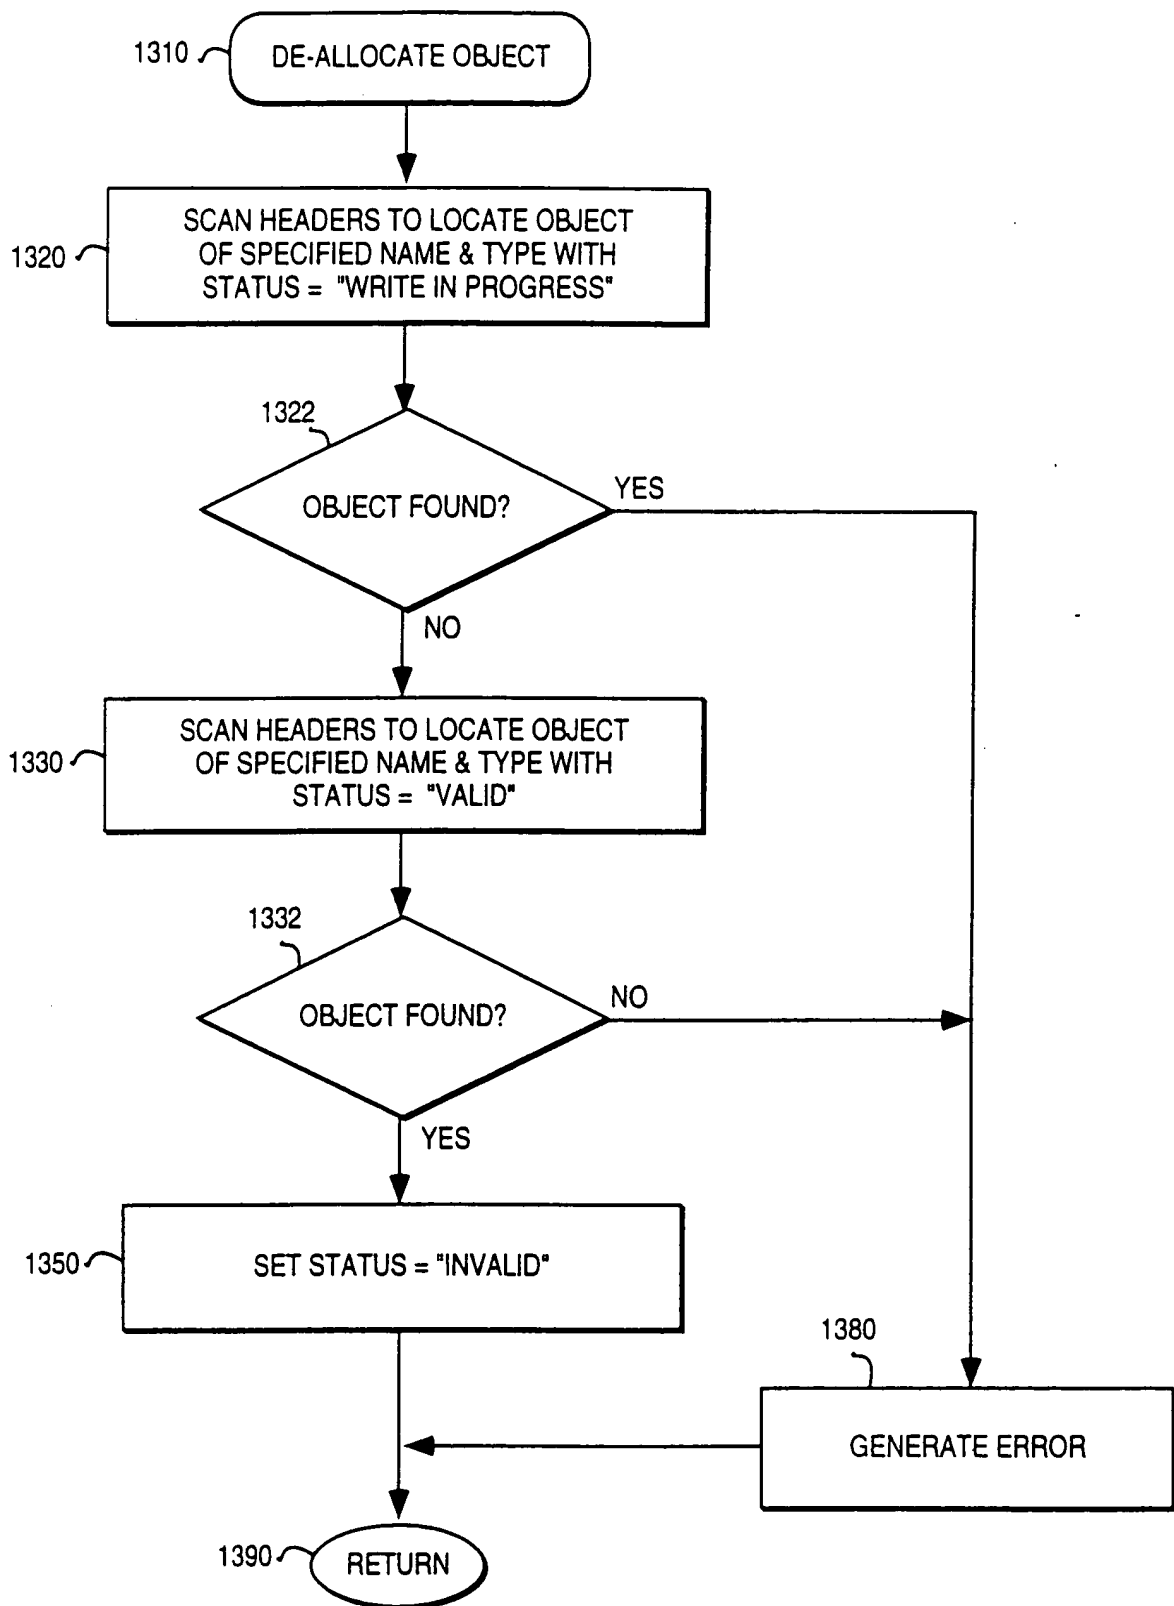 1310
DE-ALLOCATE OBJECT
1320
SCAN HEADERS TO LOCATE OBJECT
OF SPECIFIED NAME & TYPE WITH
STATUS = "WRITE IN PROGRESS"
1322
OBJECT FOUND?
YES
NO
1330
SCAN HEADERS TO LOCATE OBJECT
OF SPECIFIED NAME & TYPE WITH
STATUS = "VALID"
1332
OBJECT FOUND?
NO
YES
1350
SET STATUS = "INVALID"
1380
GENERATE ERROR
1390
RETURN